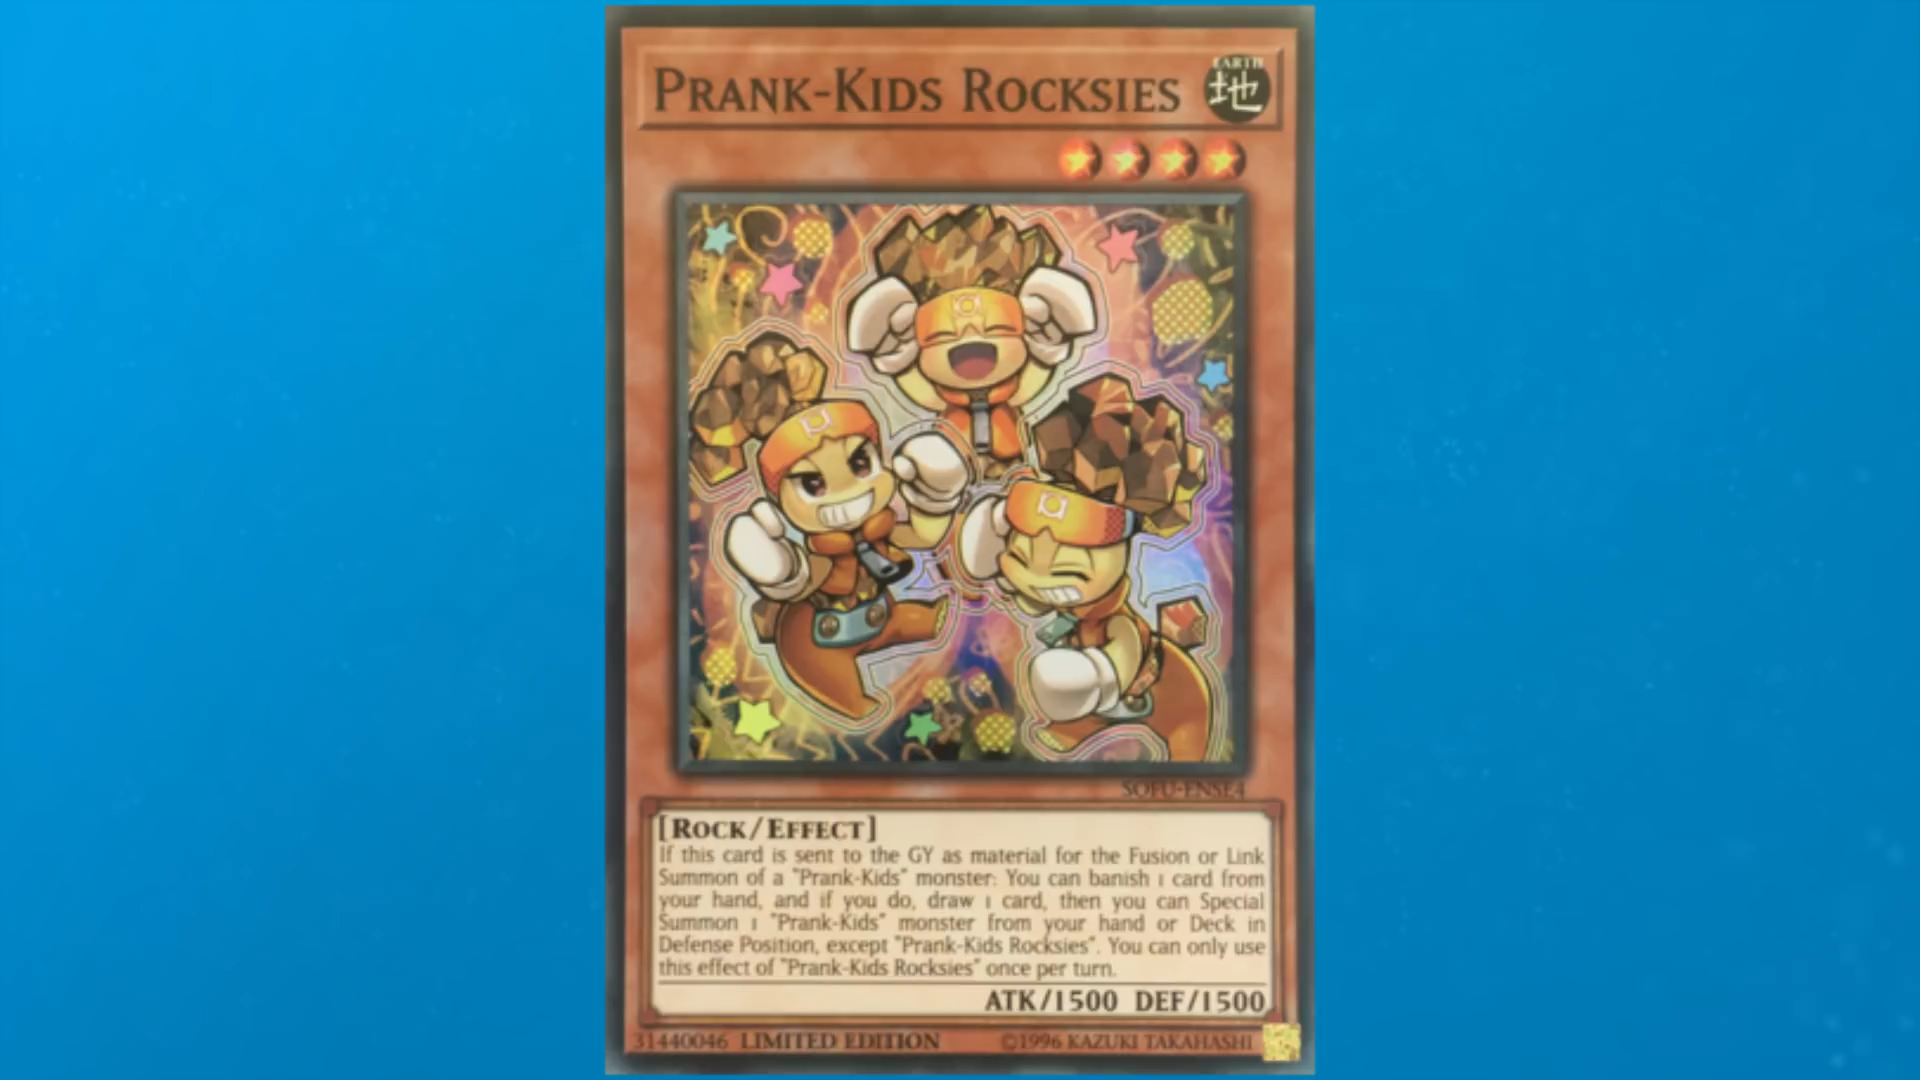 PRANK-KIDS ROCKSIES
EARTH
地
SOFU-ENSE4
[ROCK/EFFECT]
If this card is sent to the GY as material for the Fusion or Link
Summon of a "Prank-Kids" monster: You can banish 1 card from
your hand, and if you do, draw 1 card, then you can Special
Summon 1 "Prank-Kids" monster from your hand or Deck in
Defense Position, except "Prank-Kids Rocksies". You can only use
this effect of "Prank-Kids Rocksies" once per turn.
ATK/1500 DEF/1500
31440046 LIMITED EDITION ©1996 KAZUKI TAKAHASHI